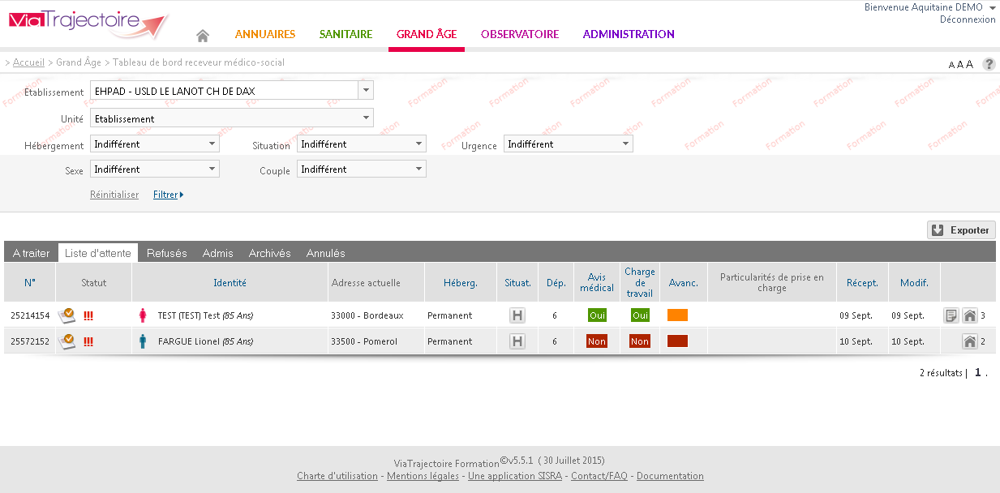 Bienvenue Aquitaine DEMO
Déconnexion
ViaTrajectoire
ANNUAIRES SANITAIRE GRAND ÂGE OBSERVATOIRE ADMINISTRATION
> Accueil > Grand Âge > Tableau de bord receveur médico-social
A A A ?
Etablissement EHPAD - USLD LE LANOT CH DE DAX
Unité Etablissement
Hébergement Indifférent Situation Indifférent Urgence Indifférent
Sexe Indifférent Couple Indifférent
Réinitialiser Filtrer
Formation
Exporter
A traiter Liste d'attente Refusés Admis Archivés Annulés
N° Statut Identité Adresse actuelle Héberg. Situat. Dép. Avis médical Charge de travail Avanc. Particularités de prise en charge Récept. Modif.
25214154 !!! TEST (TEST) Test (85 Ans) 33000 - Bordeaux Permanent H 6 Oui Oui 09 Sept. 09 Sept. 3
25572152 !!! FARGUE Lionel (85 Ans) 33500 - Pomerol Permanent H 6 Non Non 10 Sept. 10 Sept. 2
2 résultats | 1 .
ViaTrajectoire Formation©v5.5.1 ( 30 Juillet 2015)
Charte d'utilisation - Mentions légales - Une application SISRA - Contact/FAQ - Documentation